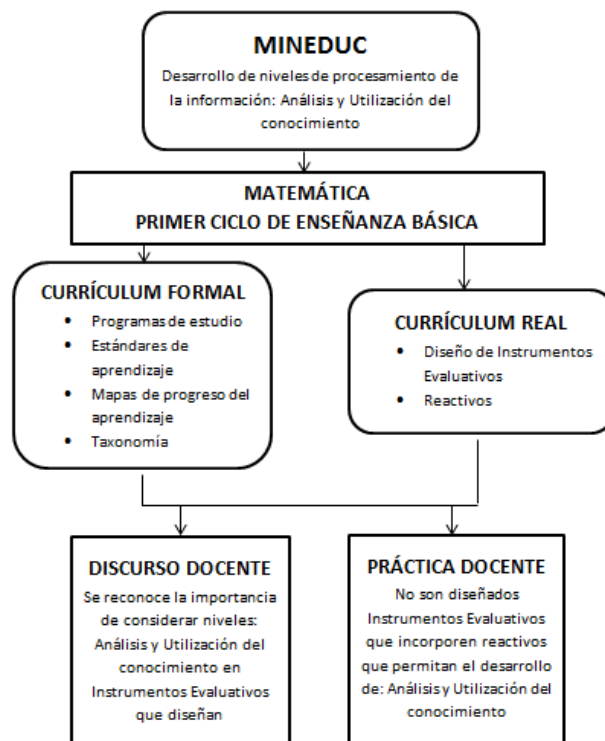 MINEDUC
Desarrollo de niveles de procesamiento de
la información: Análisis y Utilización del
conocimiento
MATEMÁTICA
PRIMER CICLO DE ENSEÑANZA BÁSICA
CURRÍCULUM FORMAL
• Programas de estudio
• Estándares de
aprendizaje
• Mapas de progreso del
aprendizaje
• Taxonomía
CURRÍCULUM REAL
• Diseño de Instrumentos
Evaluativos
• Reactivos
DISCURSO DOCENTE
Se reconoce la importancia
de considerar niveles:
Análisis y Utilización del
conocimiento en
Instrumentos Evaluativos
que diseñan
PRÁCTICA DOCENTE
No son diseñados
Instrumentos Evaluativos
que incorporen reactivos
que permitan el desarrollo
de: Análisis y Utilización del
conocimiento